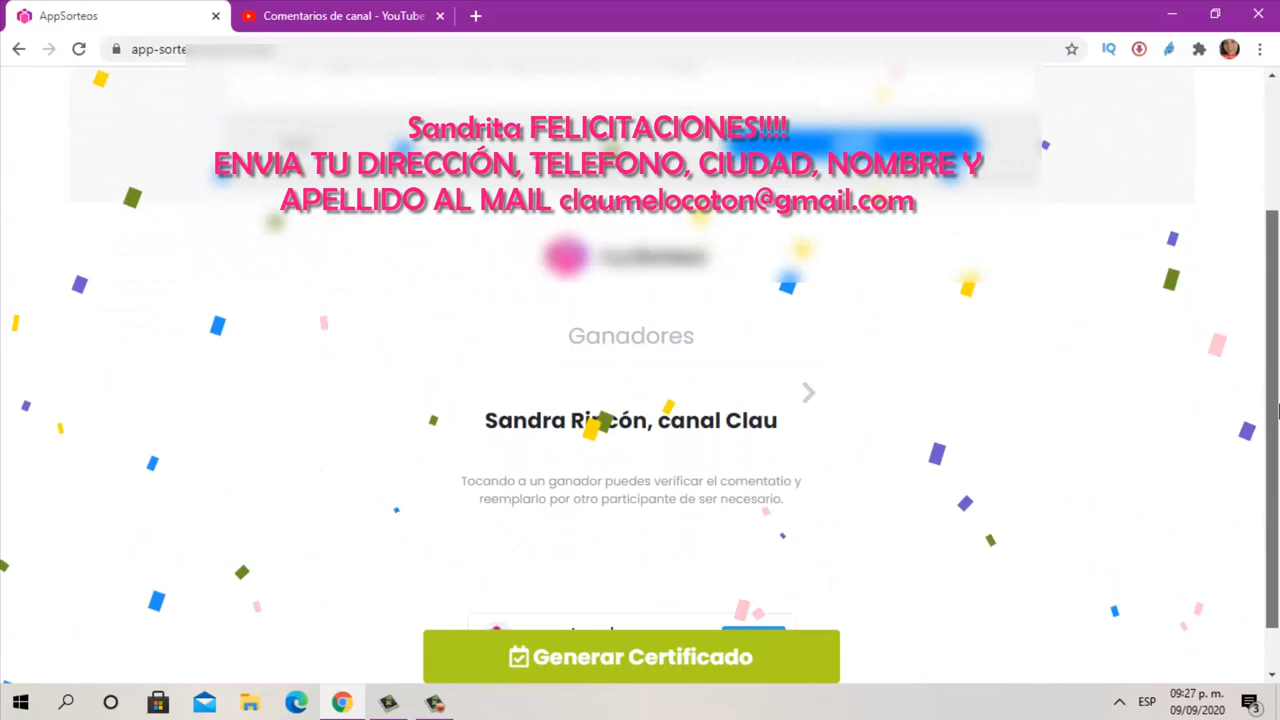 AppSorteos
Comentarios de canal - YouTube
app-sorte
Sandrita FELICITACIONES!!!!
ENVIA TU DIRECCIÓN, TELEFONO, CIUDAD, NOMBRE Y
APELLIDO AL MAIL claumelocoton@gmail.com
Ganadores
Sandra Rincón, canal Clau
Tocando a un ganador puedes verificar el comentatio y
reemplarlo por otro participante de ser necesario.
Generar Certificado
ESP
09:27 p. m.
09/09/2020
3